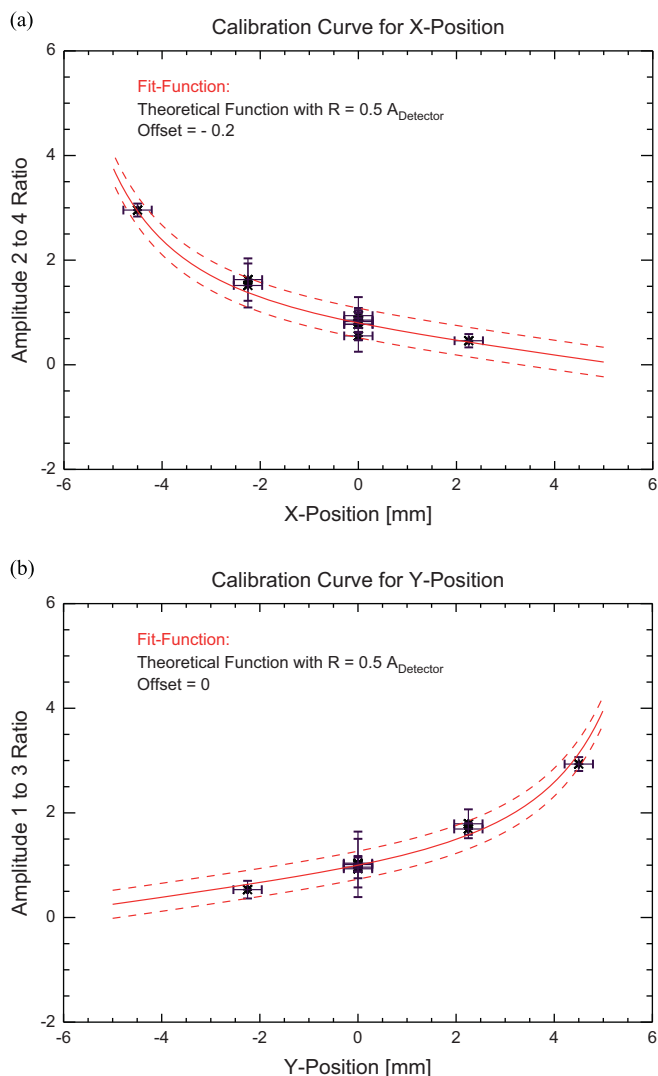 (a)
Calibration Curve for X-Position
6
Fit-Function:
Theoretical Function with R = 0.5 A_Detector
Offset = - 0.2
4
2
0
-2
Amplitude 2 to 4 Ratio
-6 -4 -2 0 2 4 6
X-Position [mm]
(b)
Calibration Curve for Y-Position
6
Fit-Function:
Theoretical Function with R = 0.5 A_Detector
Offset = 0
4
2
0
-2
Amplitude 1 to 3 Ratio
-6 -4 -2 0 2 4 6
Y-Position [mm]